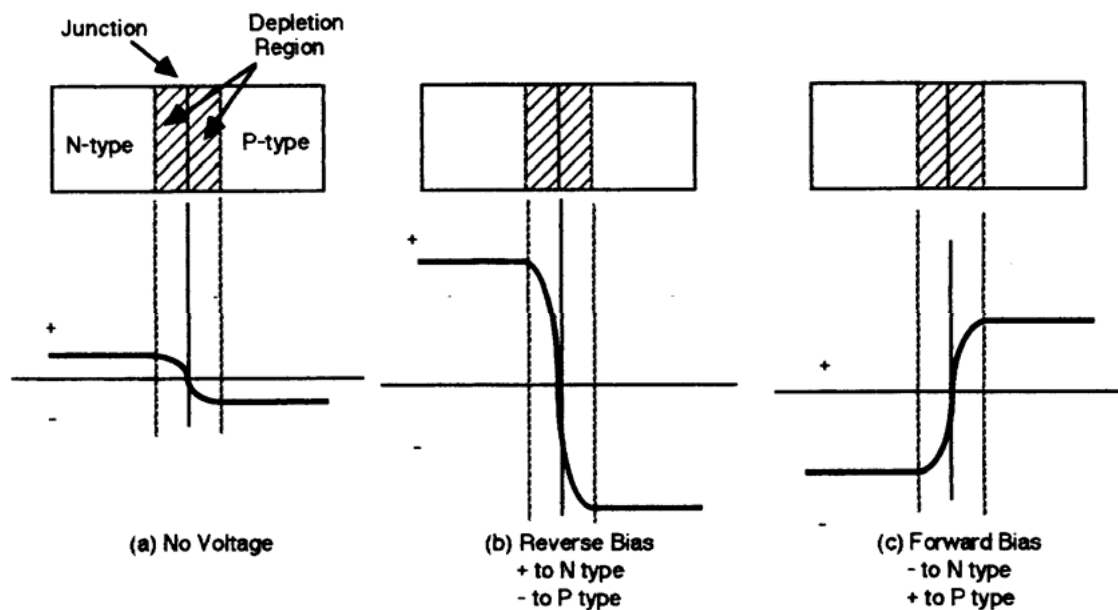 Junction
Depletion
Region
N-type
P-type
+
-
(a) No Voltage
+
-
(b) Reverse Bias
+ to N type
- to P type
+
-
(c) Forward Bias
- to N type
+ to P type